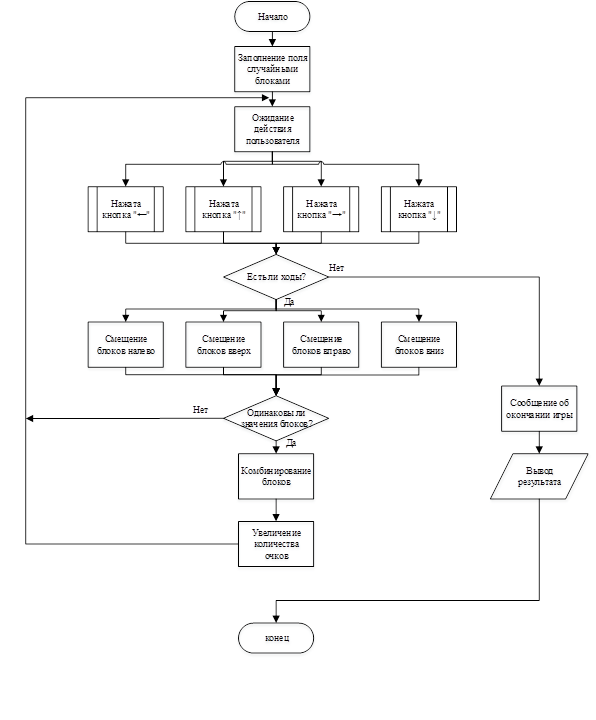 Начало
Заполнение поля
случайными
блоками
Ожидание
действия
пользователя
Нажата
кнопка "←"
Нажата
кнопка "↑"
Нажата
кнопка "→"
Нажата
кнопка "↓"
Есть ли ходы?
Нет
Да
Смещение
блоков налево
Смещение
блоков вверх
Смещение
блоков вправо
Смещение
блоков вниз
Сообщение об
окончании игры
Одинаковы ли
значения блоков?
Нет
Да
Комбинирование
блоков
Вывод
результата
Увеличение
количества
очков
конец